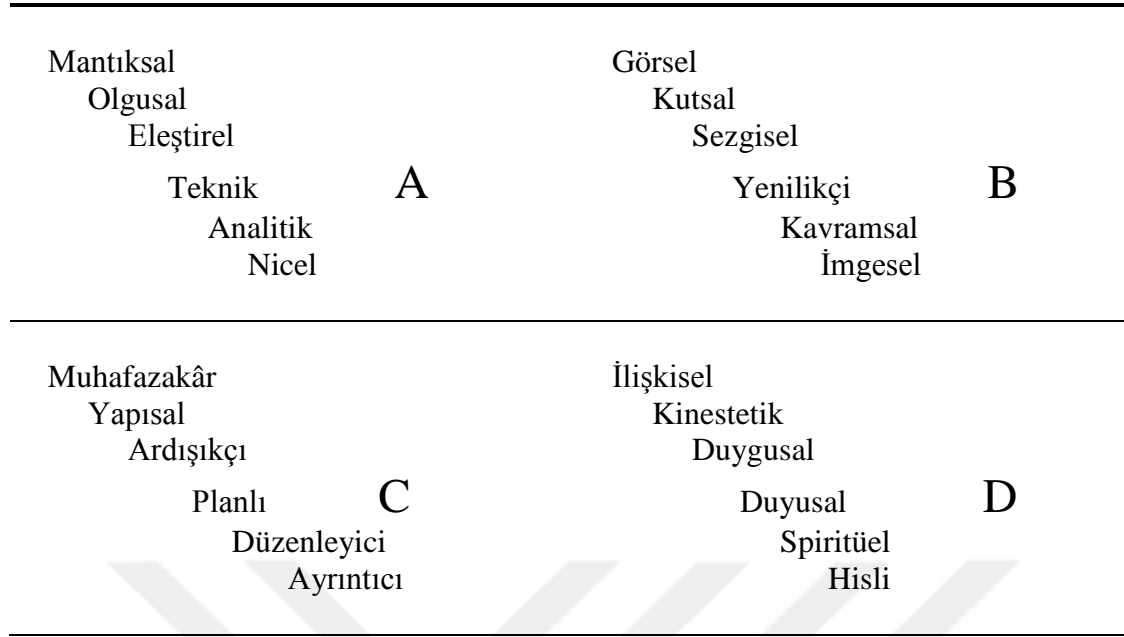 Mantıksal
Olgusal
Eleştirel
Teknik A
Analitik
Nicel
Görsel
Kutsal
Sezgisel
Yenilikçi B
Kavramsal
İmgesel
Muhafazakâr
Yapısal
Ardışıkçı
Planlı C
Düzenleyici
Ayrıntıcı
İlişkisel
Kinestetik
Duygusal
Duyusal D
Spiritüel
Hisli